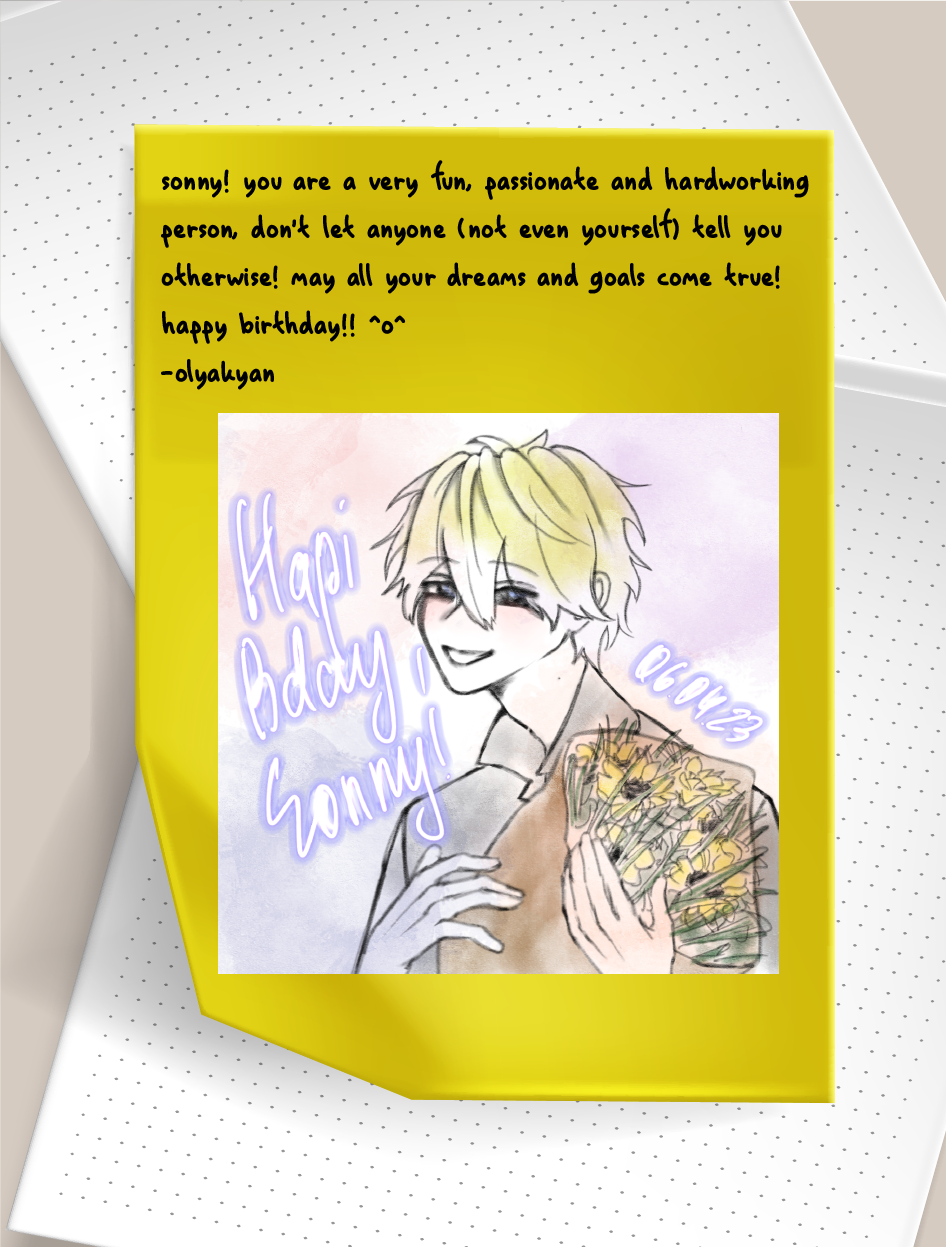 sonny! you are a very fun, passionate and hardworking
person, don't let anyone (not even yourself) tell you
otherwise! may all your dreams and goals come true!
happy birthday!! ^o^
-olyakyan
Hapi
Bday,
Sonny!
06.04.23